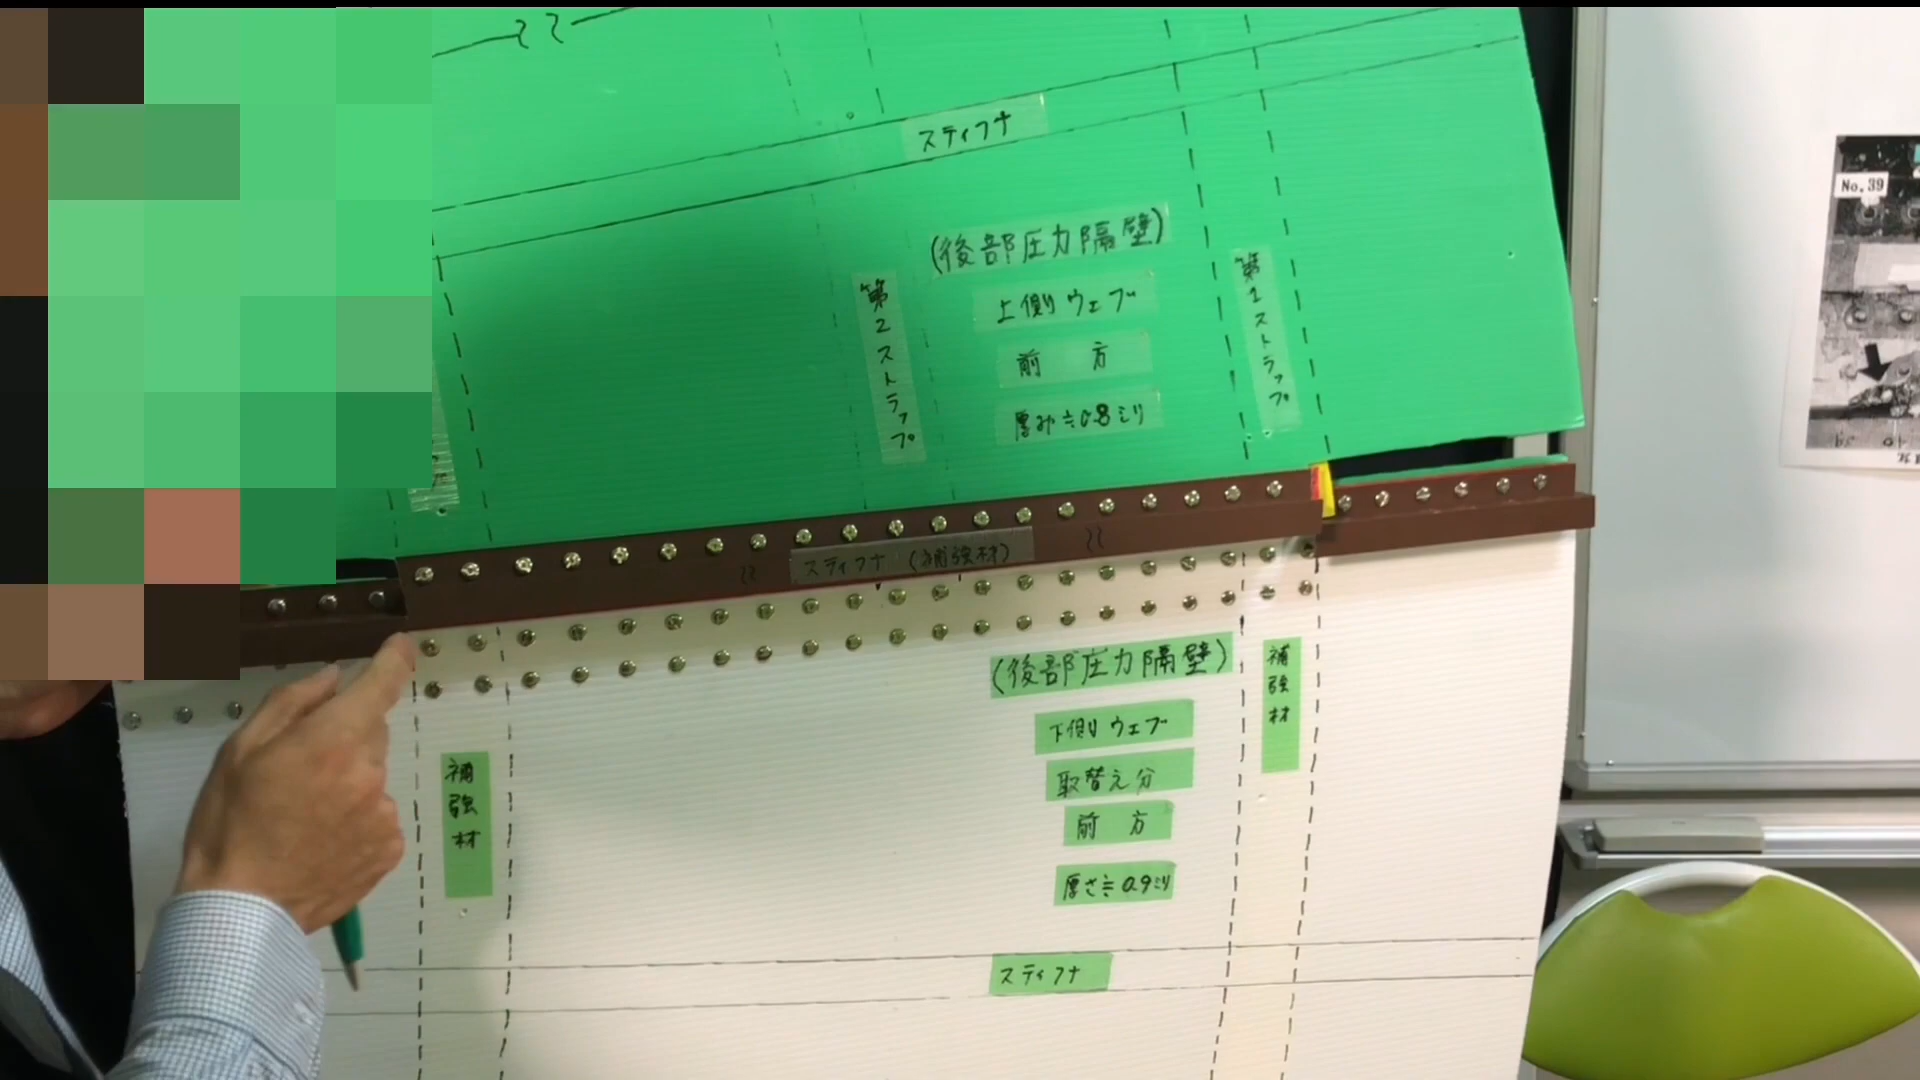 スティフナ
(後部圧力隔壁)
上側ウェブ
前 方
厚み≒0.8ミリ
第2ストラップ
第1ストラップ
スティフナ (補強材)
(後部圧力隔壁)
下側ウェブ
取替え分
前 方
厚さ≒0.9ミリ
補強材
補強材
スティフナ
No.39